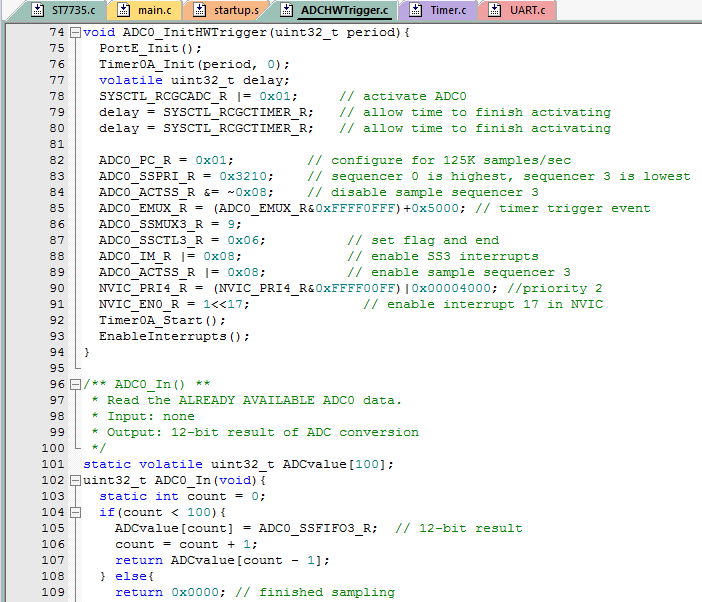 ST7735.c main.c startup.s ADCHWTrigger.c Timer.c UART.c
74 void ADC0_InitHWTrigger(uint32_t period){
75   PortE_Init();
76   Timer0A_Init(period, 0);
77   volatile uint32_t delay;
78   SYSCTL_RCGCADC_R |= 0x01;     // activate ADC0
79   delay = SYSCTL_RCGCTIMER_R;   // allow time to finish activating
80   delay = SYSCTL_RCGCTIMER_R;   // allow time to finish activating
81
82   ADC0_PC_R = 0x01;         // configure for 125K samples/sec
83   ADC0_SSPRI_R = 0x3210;    // sequencer 0 is highest, sequencer 3 is lowest
84   ADC0_ACTSS_R &= ~0x08;    // disable sample sequencer 3
85   ADC0_EMUX_R = (ADC0_EMUX_R&0xFFFF0FFF)+0x5000; // timer trigger event
86   ADC0_SSMUX3_R = 9;
87   ADC0_SSCTL3_R = 0x06;          // set flag and end
88   ADC0_IM_R |= 0x08;             // enable SS3 interrupts
89   ADC0_ACTSS_R |= 0x08;          // enable sample sequencer 3
90   NVIC_PRI4_R = (NVIC_PRI4_R&0xFFFF00FF)|0x00004000; //priority 2
91   NVIC_EN0_R = 1<<17;              // enable interrupt 17 in NVIC
92   Timer0A_Start();
93   EnableInterrupts();
94 }
95
96 /** ADC0_In() **
97  * Read the ALREADY AVAILABLE ADC0 data.
98  * Input: none
99  * Output: 12-bit result of ADC conversion
100  */
101 static volatile uint32_t ADCvalue[100];
102 uint32_t ADC0_In(void){
103   static int count = 0;
104   if(count < 100){
105     ADCvalue[count] = ADC0_SSFIFO3_R;  // 12-bit result
106     count = count + 1;
107     return ADCvalue[count - 1];
108   } else{
109     return 0x0000; // finished sampling